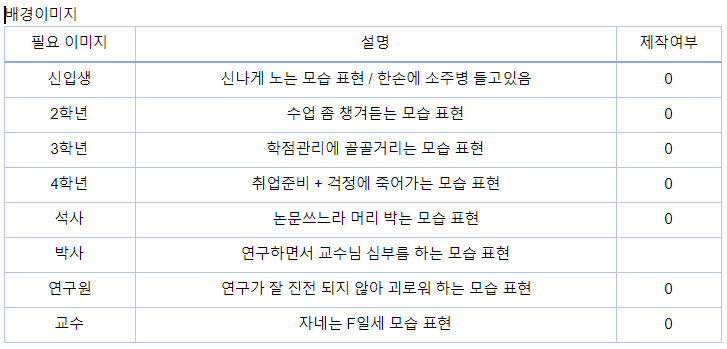 배경이미지
필요 이미지 설명 제작여부
신입생 신나게 노는 모습 표현 / 한손에 소주병 들고있음 0
2학년 수업 좀 챙겨듣는 모습 표현 0
3학년 학점관리에 골골거리는 모습 표현 0
4학년 취업준비 + 걱정에 죽어가는 모습 표현 0
석사 논문쓰느라 머리 박는 모습 표현 0
박사 연구하면서 교수님 심부름 하는 모습 표현
연구원 연구가 잘 진전 되지 않아 괴로워 하는 모습 표현 0
교수 자네는 F일세 모습 표현 0